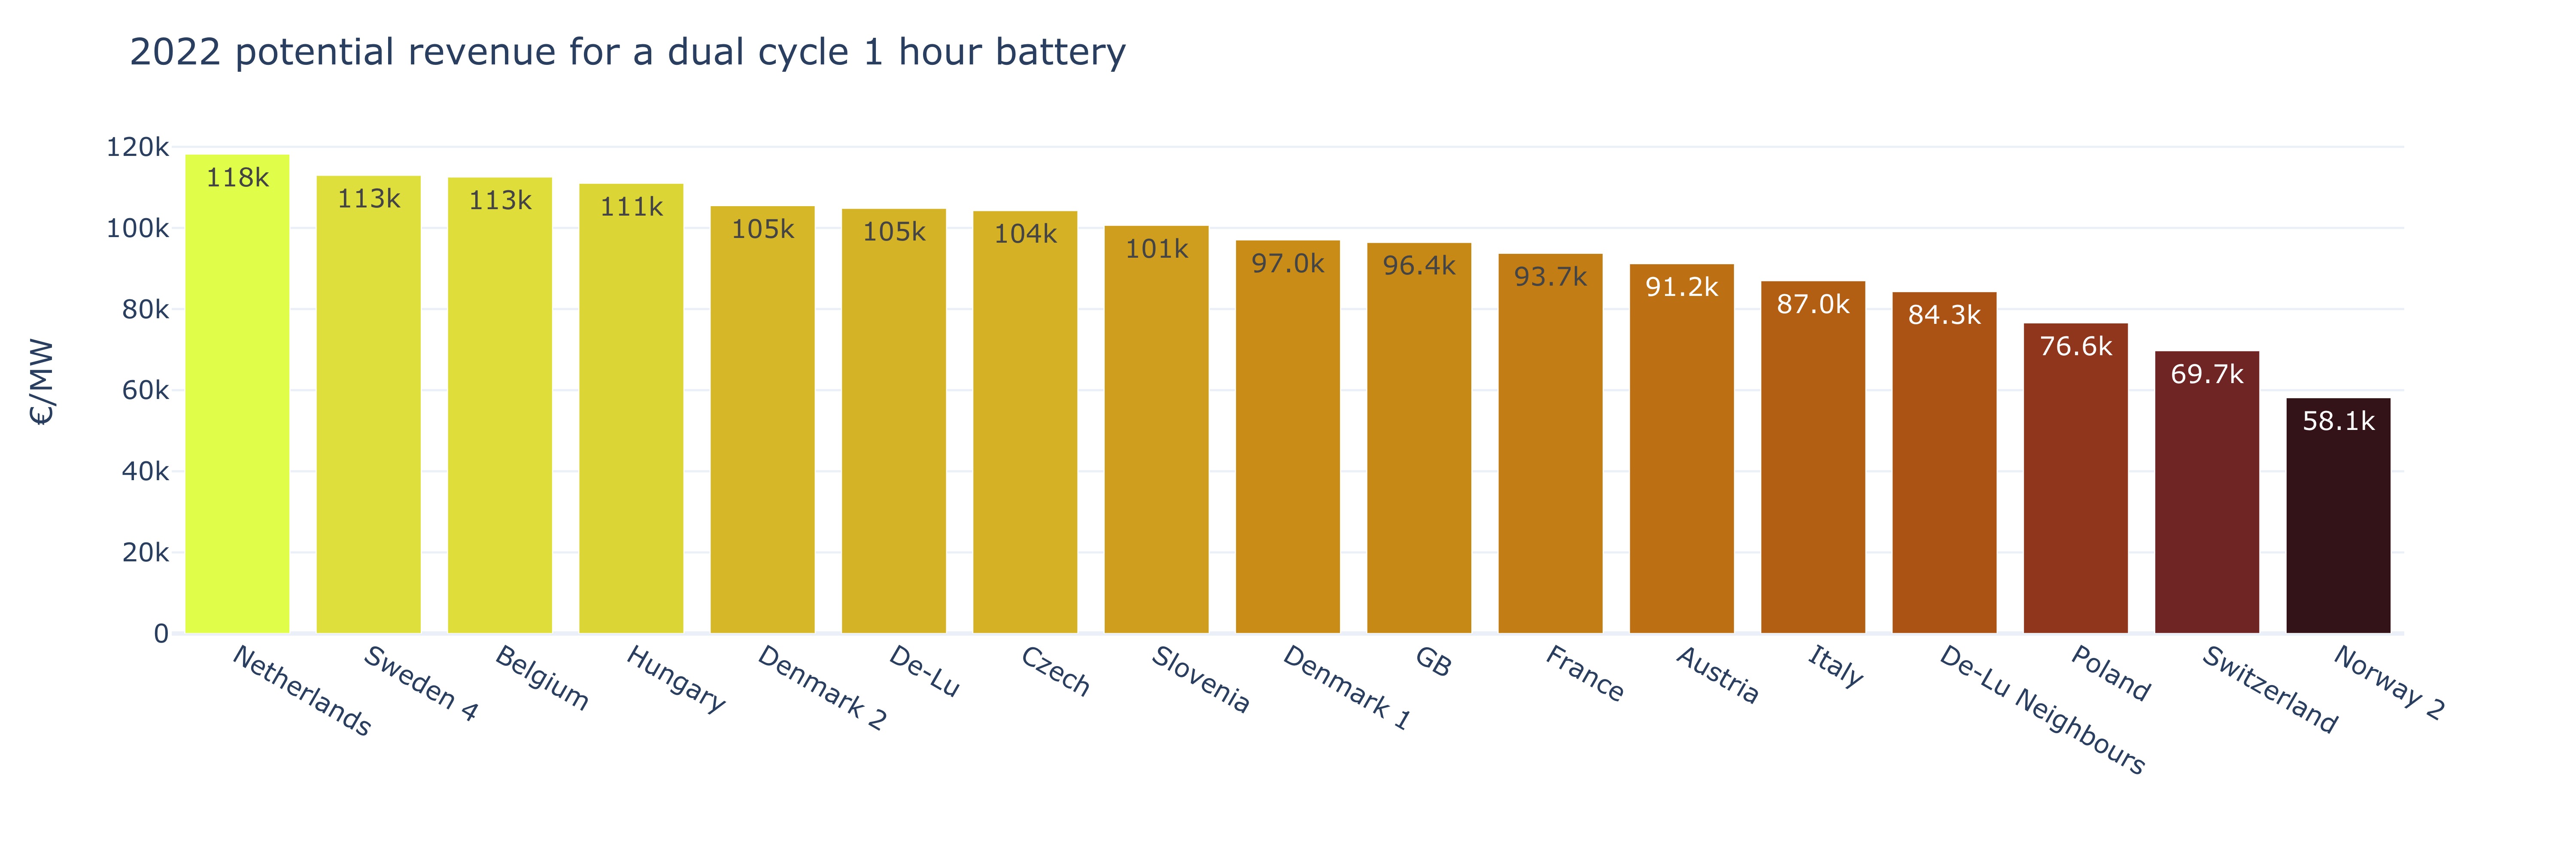 2022 potential revenue for a dual cycle 1 hour battery
€/MW
120k
100k
80k
60k
40k
20k
0
118k
113k
113k
111k
105k
105k
104k
101k
97.0k
96.4k
93.7k
91.2k
87.0k
84.3k
76.6k
69.7k
58.1k
Netherlands
Sweden 4
Belgium
Hungary
Denmark 2
De-Lu
Czech
Slovenia
Denmark 1
GB
France
Austria
Italy
De-Lu Neighbours
Poland
Switzerland
Norway 2